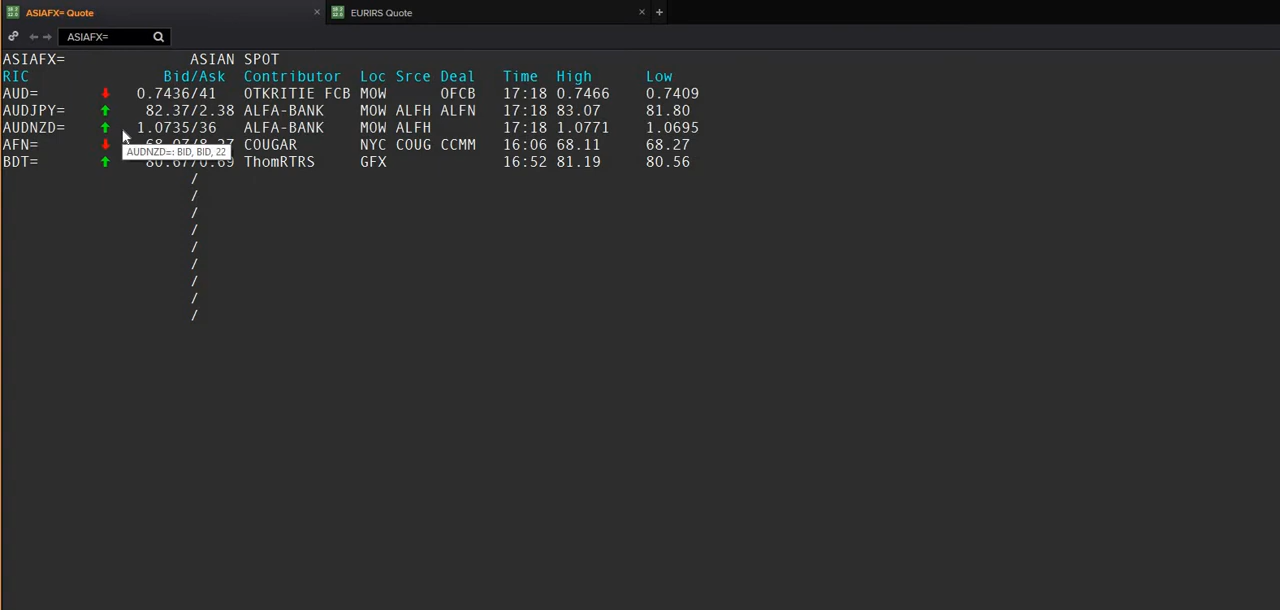 ASIAFX= Quote × EURIRS Quote × +
ASIAFX=
ASIAFX= ASIAN SPOT
RIC Bid/Ask Contributor Loc Srce Deal Time High Low
AUD= 0.7436/41 OTKRITIE FCB MOW OFCB 17:18 0.7466 0.7409
AUDJPY= 82.37/2.38 ALFA-BANK MOW ALFH ALFN 17:18 83.07 81.80
AUDNZD= 1.0735/36 ALFA-BANK MOW ALFH 17:18 1.0771 1.0695
AFN= COUGAR NYC COUG CCMM 16:06 68.11 68.27
AUDNZD=: BID, BID, 22
BDT= 80.67/0.69 ThomRTRS GFX 16:52 81.19 80.56
/
/
/
/
/
/
/
/
/